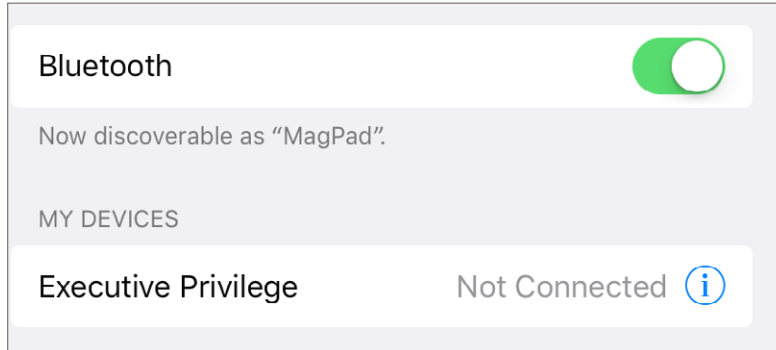 Bluetooth
Now discoverable as “MagPad”.
MY DEVICES
Executive Privilege Not Connected i